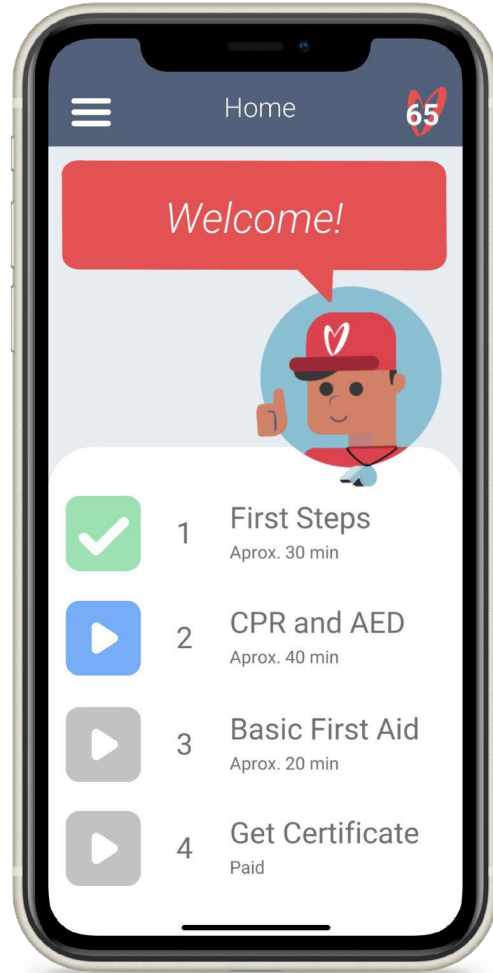 Home
65
Welcome!
1
First Steps
Aprox. 30 min
2
CPR and AED
Aprox. 40 min
3
Basic First Aid
Aprox. 20 min
4
Get Certificate
Paid